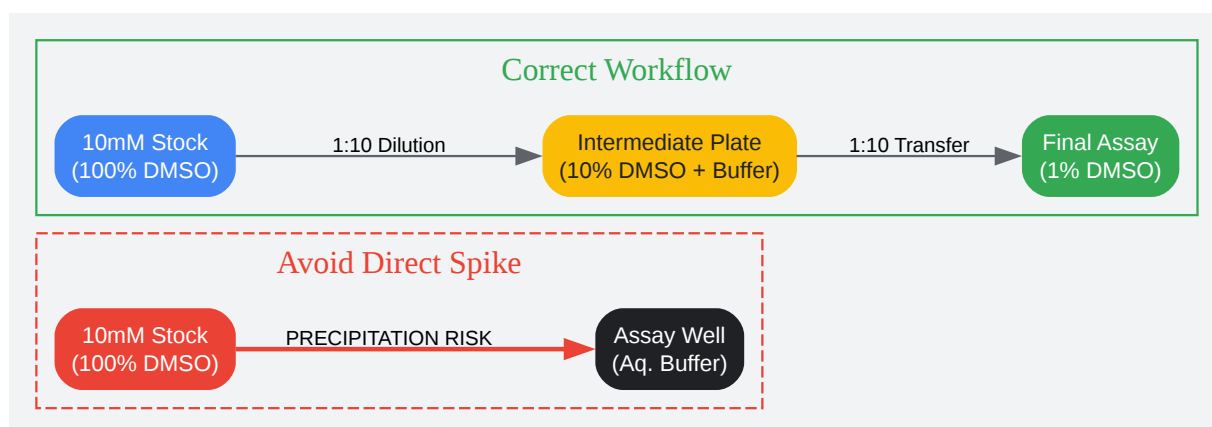 Correct Workflow
10mM Stock
(100% DMSO)
1:10 Dilution
Intermediate Plate
(10% DMSO + Buffer)
1:10 Transfer
Final Assay
(1% DMSO)
Avoid Direct Spike
10mM Stock
(100% DMSO)
PRECIPITATION RISK
Assay Well
(Aq. Buffer)